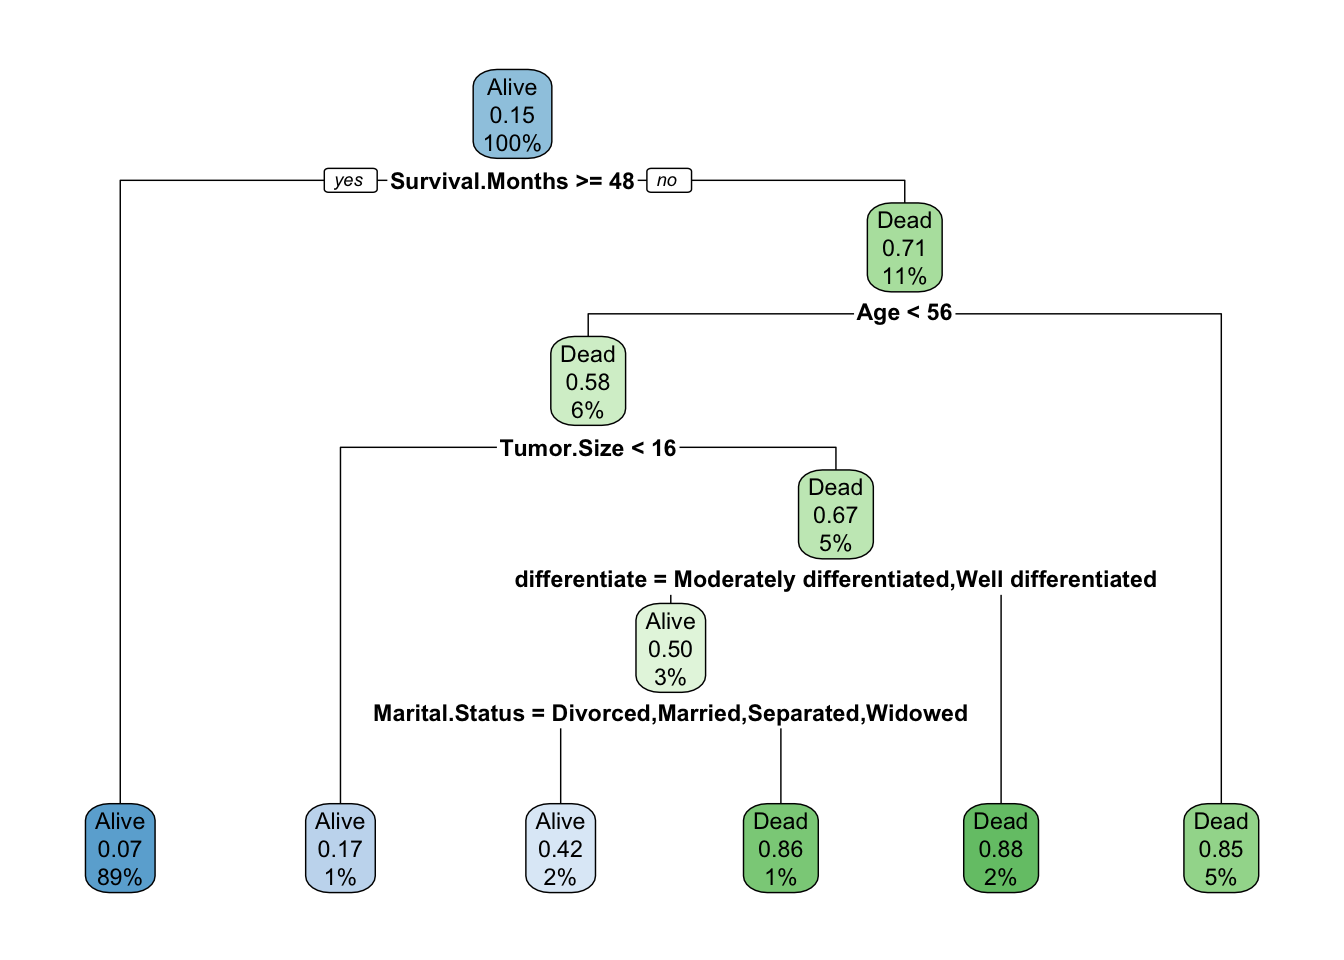 Alive
0.15
100%
yes
Survival.Months >= 48
no
Dead
0.71
11%
Age < 56
Dead
0.58
6%
Tumor.Size < 16
Dead
0.67
5%
differentiate = Moderately differentiated,Well differentiated
Alive
0.50
3%
Marital.Status = Divorced,Married,Separated,Widowed
Alive
0.07
89%
Alive
0.17
1%
Alive
0.42
2%
Dead
0.86
1%
Dead
0.88
2%
Dead
0.85
5%